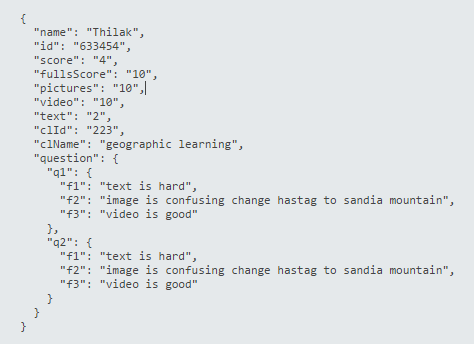 {
"name": "Thilak",
"id": "633454",
"score": "4",
"fullsScore": "10",
"pictures": "10",
"video": "10",
"text": "2",
"clId": "223",
"clName": "geographic learning",
"question": {
"q1": {
"f1": "text is hard",
"f2": "image is confusing change hastag to sandia mountain",
"f3": "video is good"
},
"q2": {
"f1": "text is hard",
"f2": "image is confusing change hastag to sandia mountain",
"f3": "video is good"
}
}
}